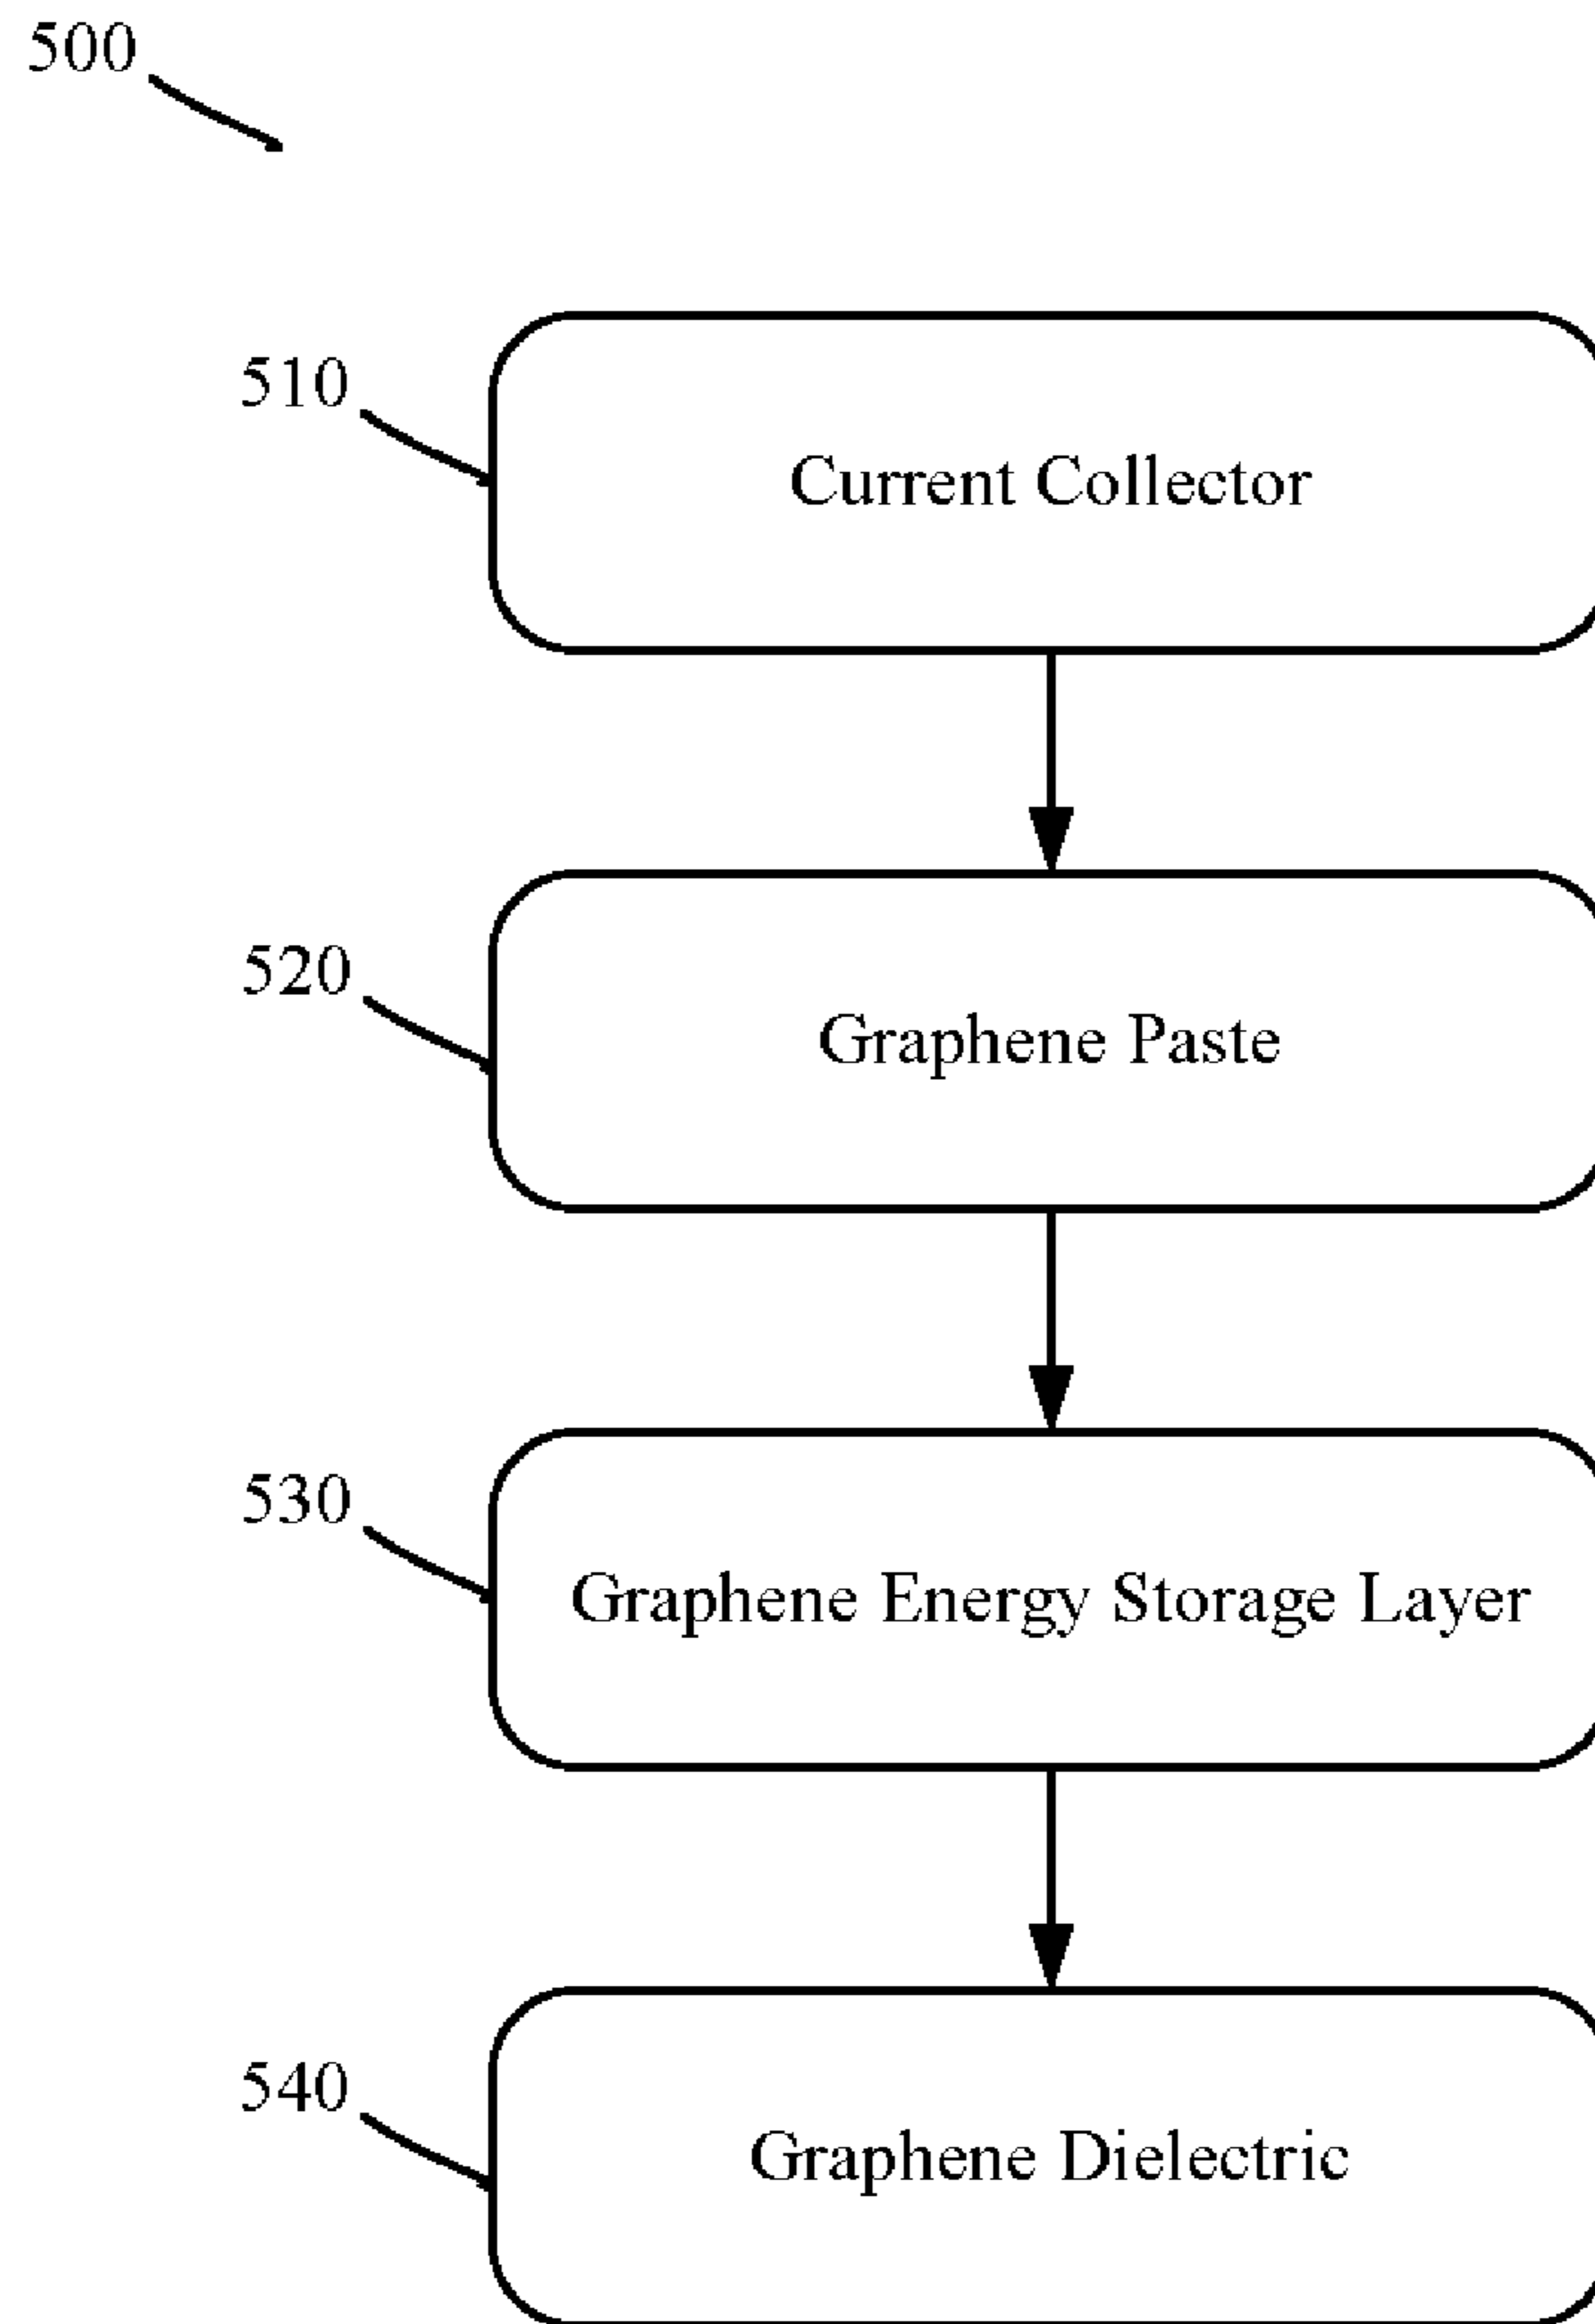 500
510
Current Collector
520
Graphene Paste
530
Graphene Energy Storage Layer
540
Graphene Dielectric